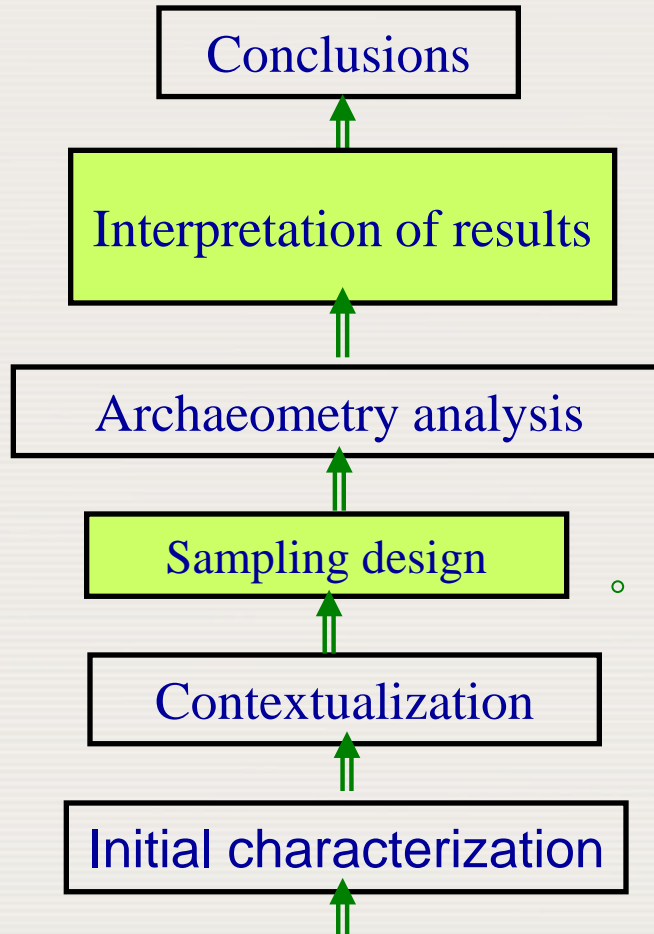 Conclusions
Interpretation of results
Archaeometry analysis
Sampling design
Contextualization
Initial characterization